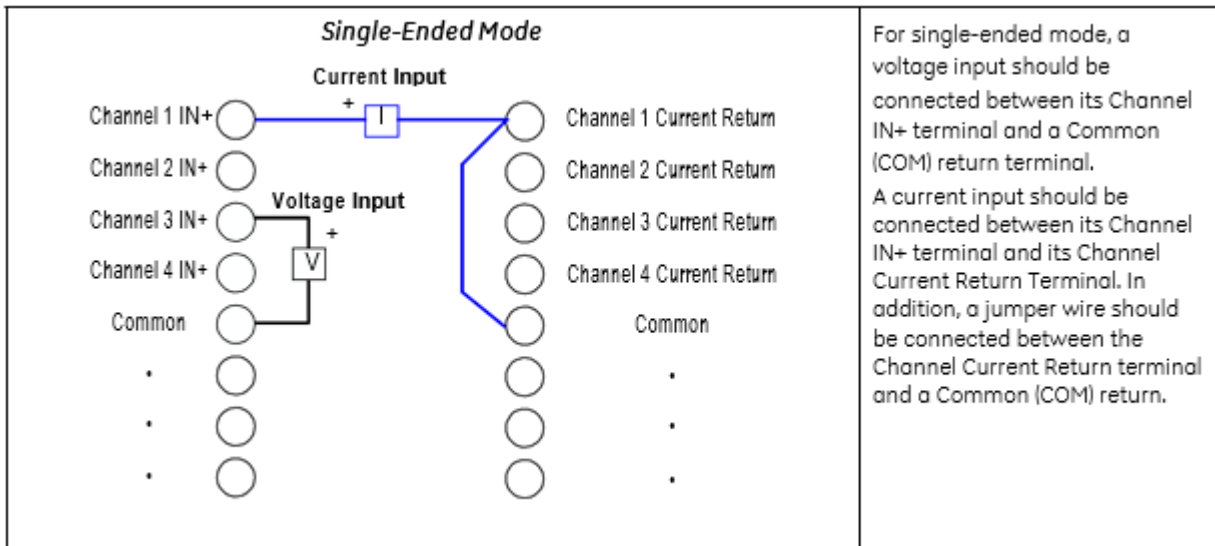 Single-Ended Mode
Current Input
+
I
Channel 1 IN+
Channel 2 IN+
Channel 3 IN+
Channel 4 IN+
Common
•
•
•
Voltage Input
+
V
Channel 1 Current Return
Channel 2 Current Return
Channel 3 Current Return
Channel 4 Current Return
Common
•
•
•
For single-ended mode, a
voltage input should be
connected between its Channel
IN+ terminal and a Common
(COM) return terminal.
A current input should be
connected between its Channel
IN+ terminal and its Channel
Current Return Terminal. In
addition, a jumper wire should
be connected between the
Channel Current Return terminal
and a Common (COM) return.